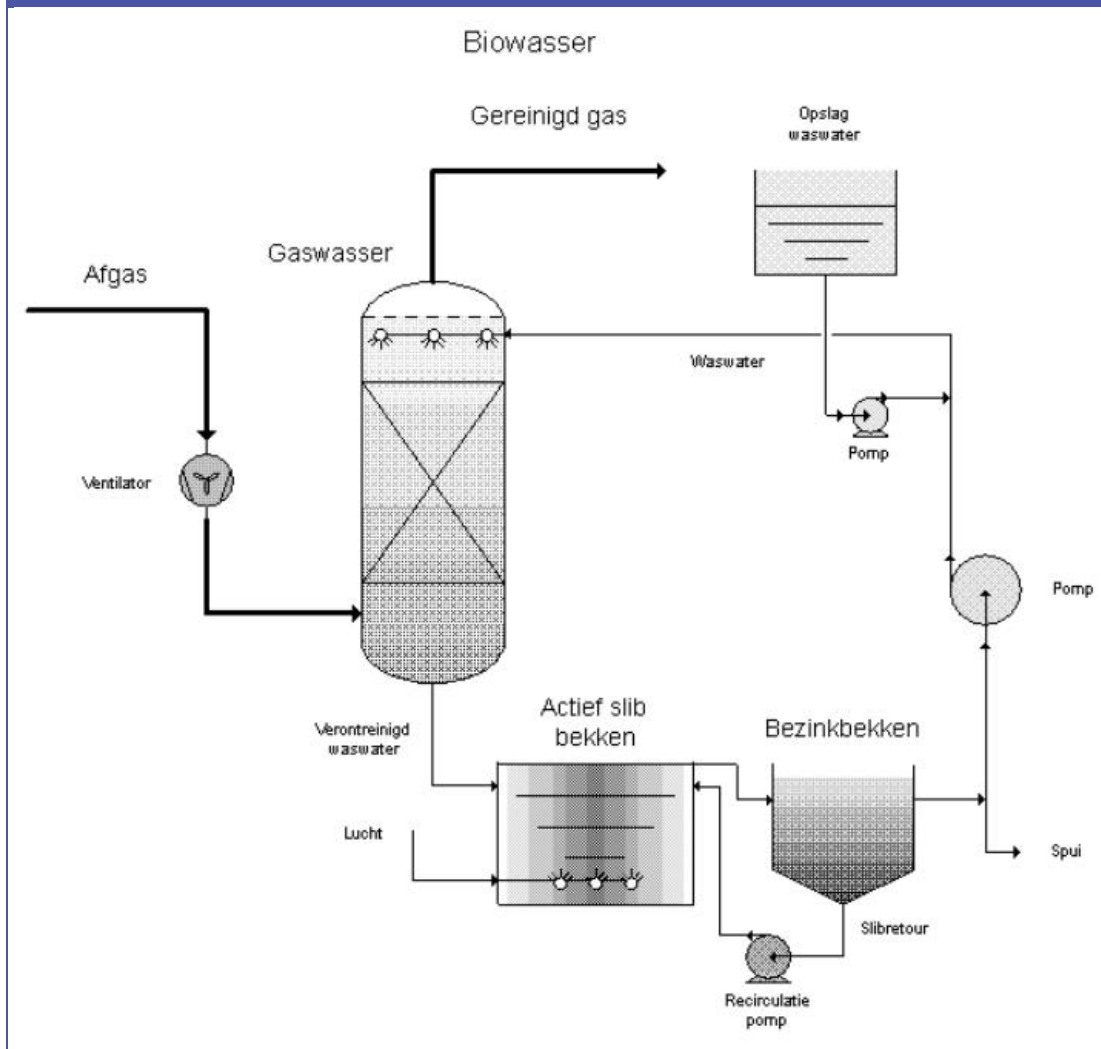 Biowasser
Gereinigd gas
Opslag
waswater
Gaswasser
Afgas
Waswater
Ventilator
Pomp
Pomp
Verontreinigd
waswater
Actief slib
bekken
Bezinkbekken
Lucht
Spui
Slibretour
Recirculatie
pomp